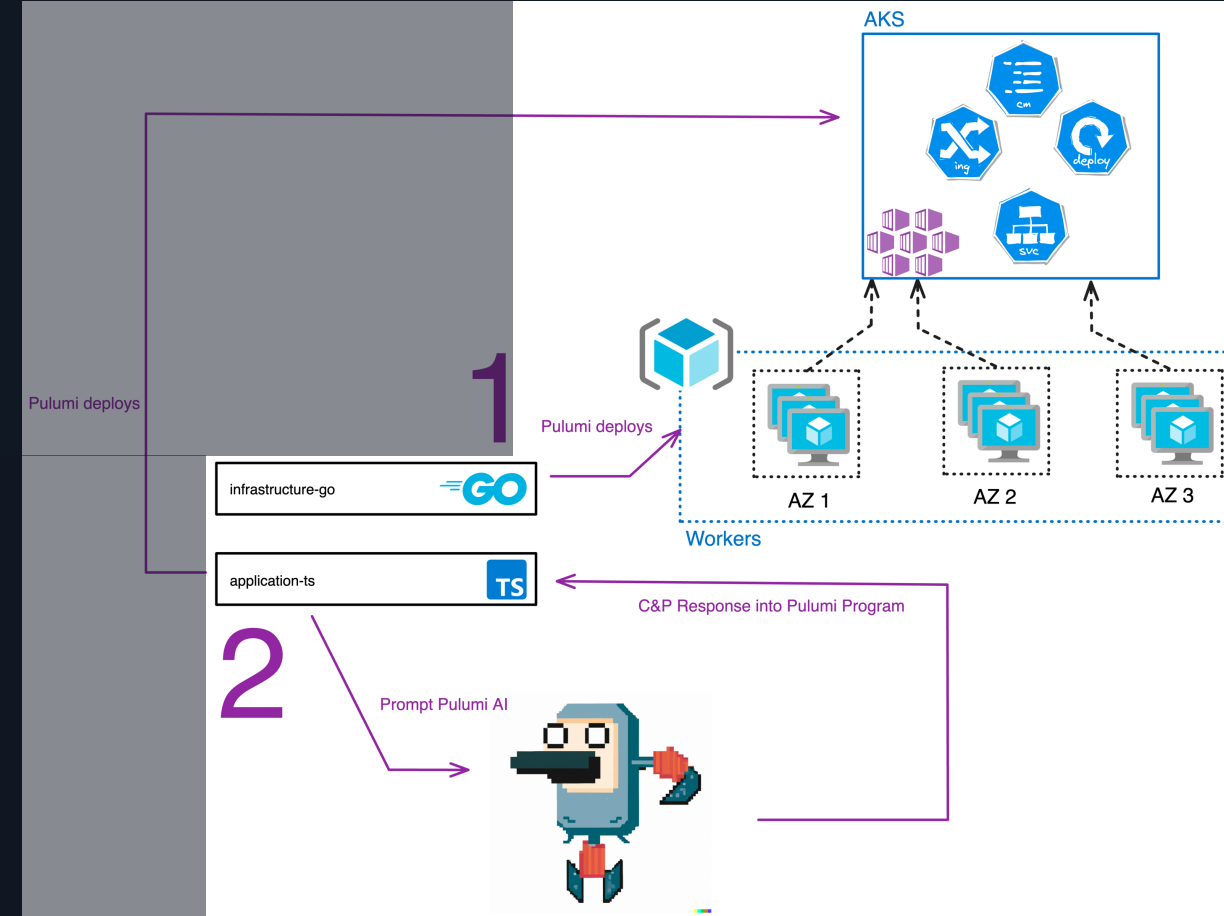 AKS
cm
ing
deploy
svc
1
Pulumi deploys
Pulumi deploys
infrastructure-go
GO
AZ 1
AZ 2
AZ 3
Workers
application-ts
TS
C&P Response into Pulumi Program
2
Prompt Pulumi AI